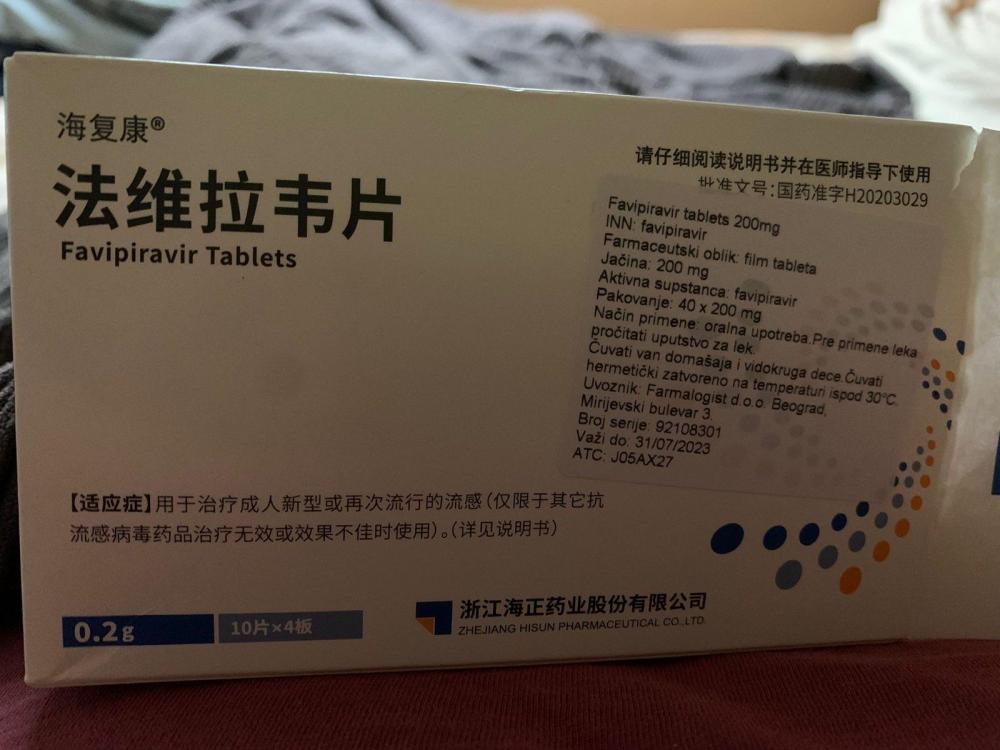 海复康®
法维拉韦片
Favipiravir Tablets
请仔细阅读说明书并在医师指导下使用
批准文号:国药准字H20203029
Favipiravir tablets 200mg
INN: favipiravir
Farmaceutski oblik: film tableta
Jačina: 200 mg
Aktivna supstanca: favipiravir
Pakovanje: 40 x 200 mg
Način primene: oralna upotreba.Pre primene leka
pročitati uputstvo za lek.
Čuvati van domašaja i vidokruga dece.Čuvati
hermetički zatvoreno na temperaturi ispod 30°C.
Uvoznik: Farmalogist d.o.o. Beograd,
Mirijevski bulevar 3.
Broj serije: 92108301
Važi do: 31/07/2023
ATC: J05AX27
【适应症】用于治疗成人新型或再次流行的流感(仅限于其它抗
流感病毒药品治疗无效或效果不佳时使用)。(详见说明书)
0.2g
10片×4板
浙江海正药业股份有限公司
ZHEJIANG HISUN PHARMACEUTICAL CO.,LTD.